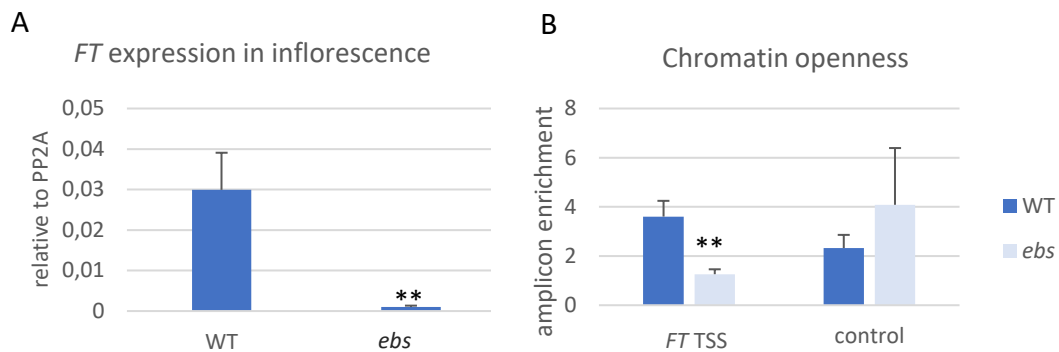 A
FT expression in inflorescence
relative to PP2A
0,05
0,04
0,03
0,02
0,01
0
**
WT
ebs
B
Chromatin openness
amplicon enrichment
8
6
4
2
0
**
FT TSS
control
WT
ebs